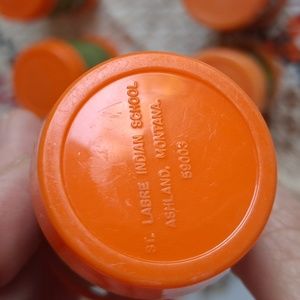 ST. LABRE INDIAN SCHOOL
ASHLAND, MONTANA.
59003